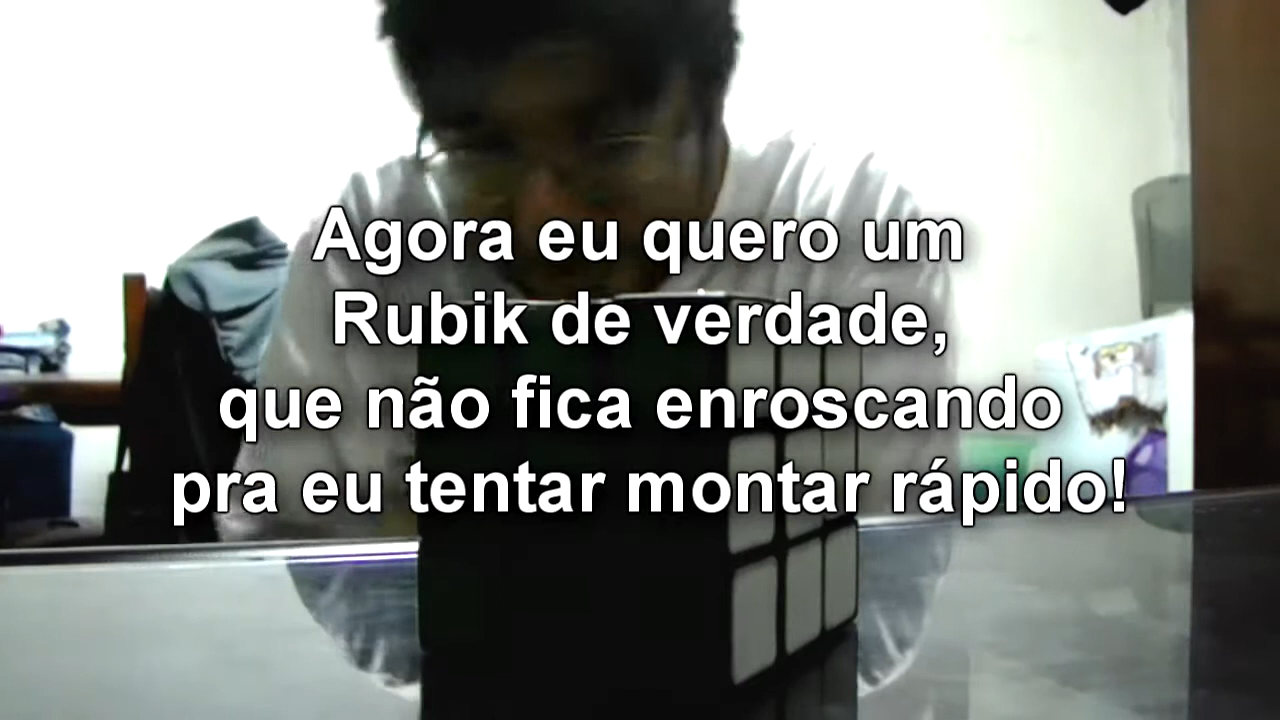 Agora eu quero um
Rubik de verdade,
que não fica enroscando
pra eu tentar montar rápido!